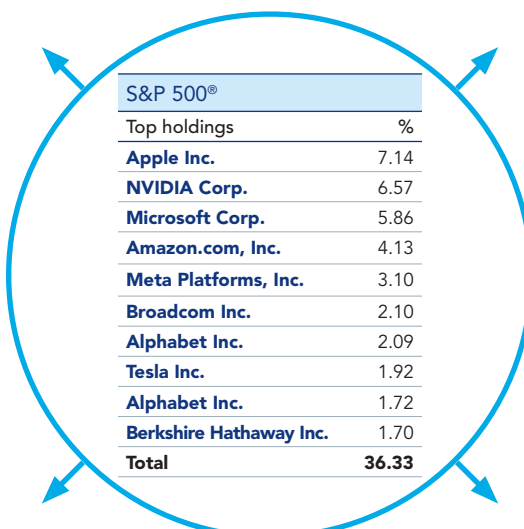 S&P 500®
Top holdings %
Apple Inc. 7.14
NVIDIA Corp. 6.57
Microsoft Corp. 5.86
Amazon.com, Inc. 4.13
Meta Platforms, Inc. 3.10
Broadcom Inc. 2.10
Alphabet Inc. 2.09
Tesla Inc. 1.92
Alphabet Inc. 1.72
Berkshire Hathaway Inc. 1.70
Total 36.33